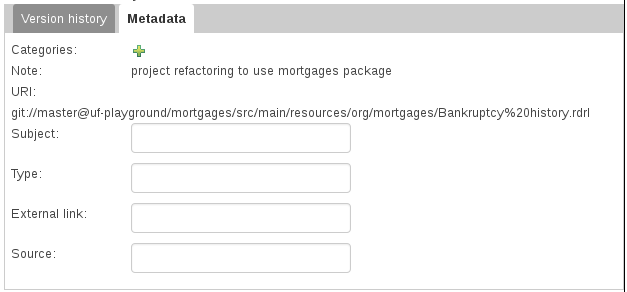 Version history Metadata
Categories:
Note: project refactoring to use mortgages package
URI:
git://master@uf-playground/mortgages/src/main/resources/org/mortgages/Bankruptcy%20history.rdrl
Subject:
Type:
External link:
Source: